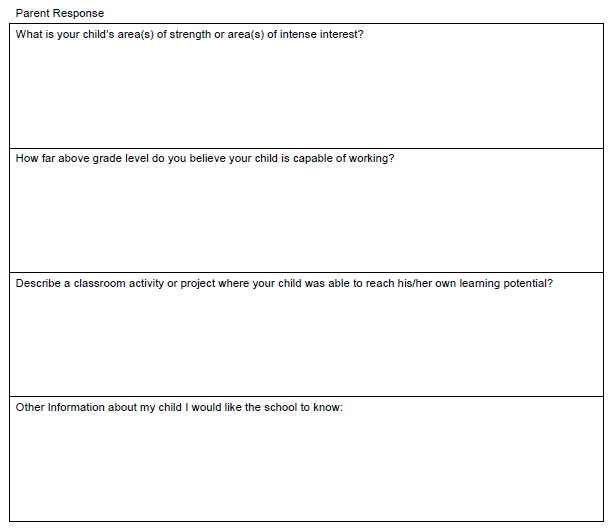 Parent Response
What is your child's area(s) of strength or area(s) of intense interest?
How far above grade level do you believe your child is capable of working?
Describe a classroom activity or project where your child was able to reach his/her own learning potential?
Other Information about my child I would like the school to know: